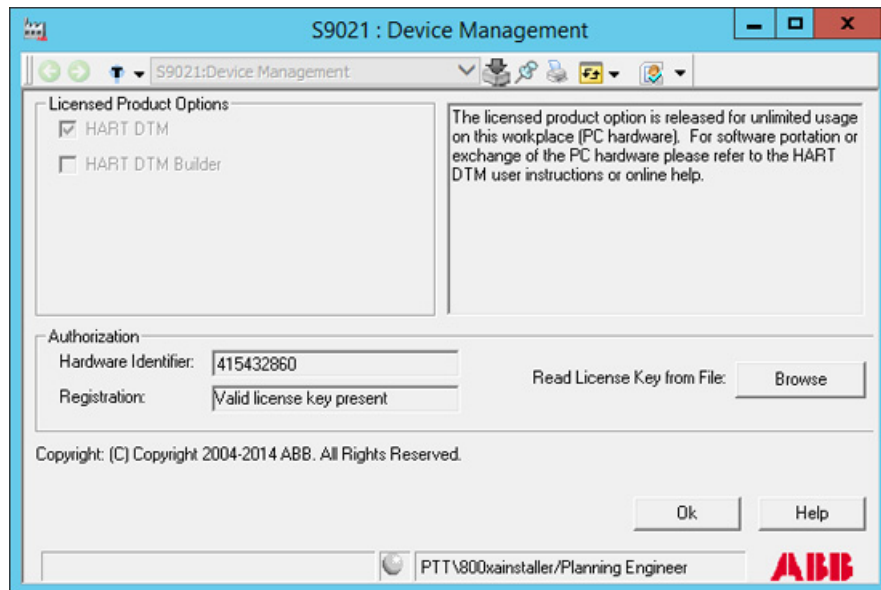 S9021 : Device Management
S9021:Device Management
Licensed Product Options
HART DTM
HART DTM Builder
The licensed product option is released for unlimited usage
on this workplace (PC hardware). For software portation or
exchange of the PC hardware please refer to the HART
DTM user instructions or online help.
Authorization
Hardware Identifier: 415432860
Registration: Valid license key present
Read License Key from File: Browse
Copyright: (C) Copyright 2004-2014 ABB. All Rights Reserved.
Ok Help
PTT\800xainstaller/Planning Engineer
ABB